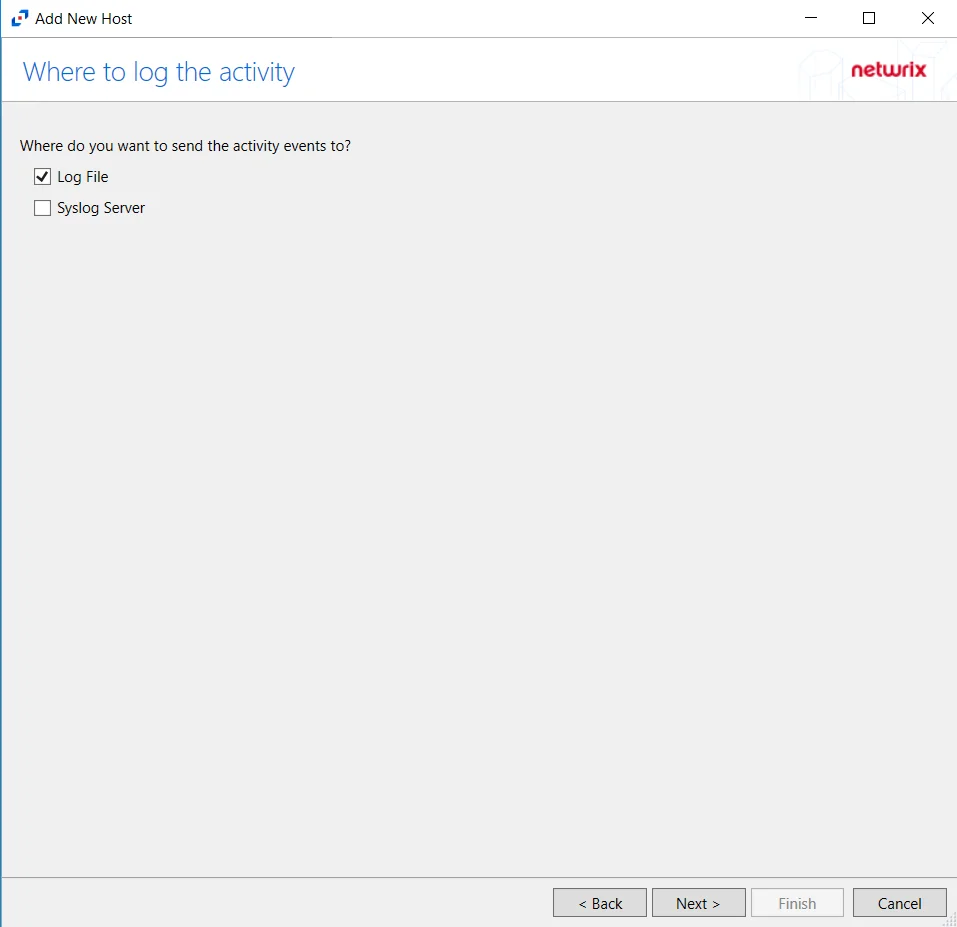 Add New Host
Where to log the activity
netwrix
Where do you want to send the activity events to?
Log File
Syslog Server
< Back
Next >
Finish
Cancel